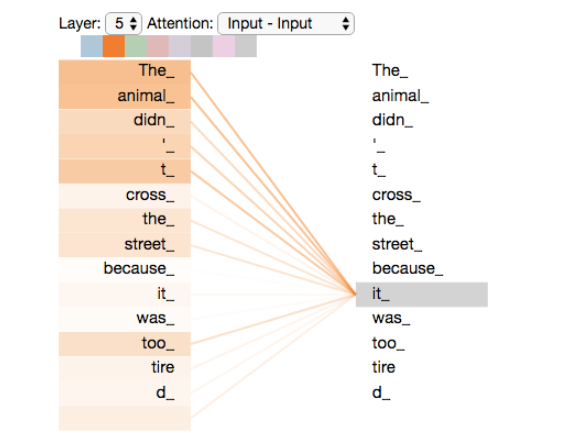 Layer: 5 Attention: Input - Input
The_ The_
animal_ animal_
didn_ didn_
'_ '_
t_ t_
cross_ cross_
the_ the_
street_ street_
because_ because_
it_ it_
was_ was_
too_ too_
tire tire
d_ d_